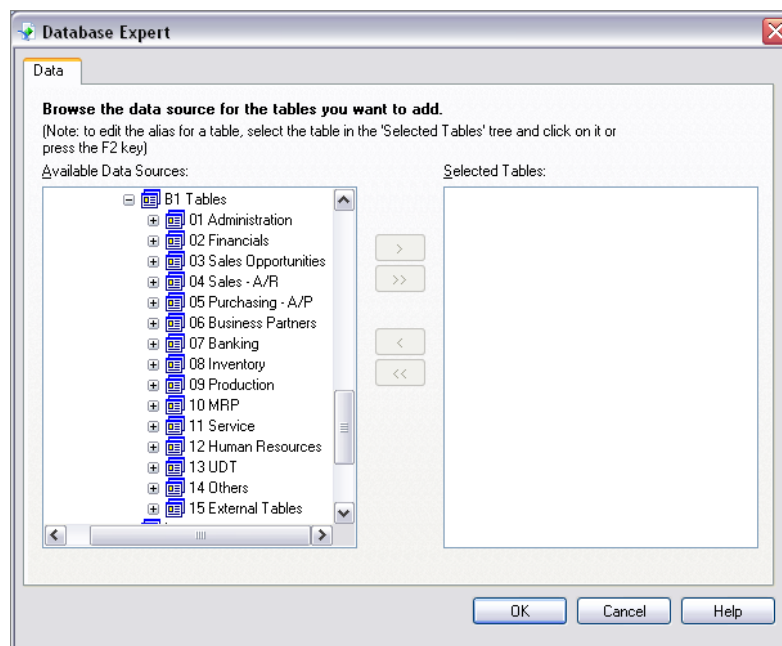 Database Expert
Data
Browse the data source for the tables you want to add.
(Note: to edit the alias for a table, select the table in the 'Selected Tables' tree and click on it or
press the F2 key)
Available Data Sources:
Selected Tables:
B1 Tables
01 Administration
02 Financials
03 Sales Opportunities
04 Sales - A/R
05 Purchasing - A/P
06 Business Partners
07 Banking
08 Inventory
09 Production
10 MRP
11 Service
12 Human Resources
13 UDT
14 Others
15 External Tables
>
>>
<
<<
OK
Cancel
Help